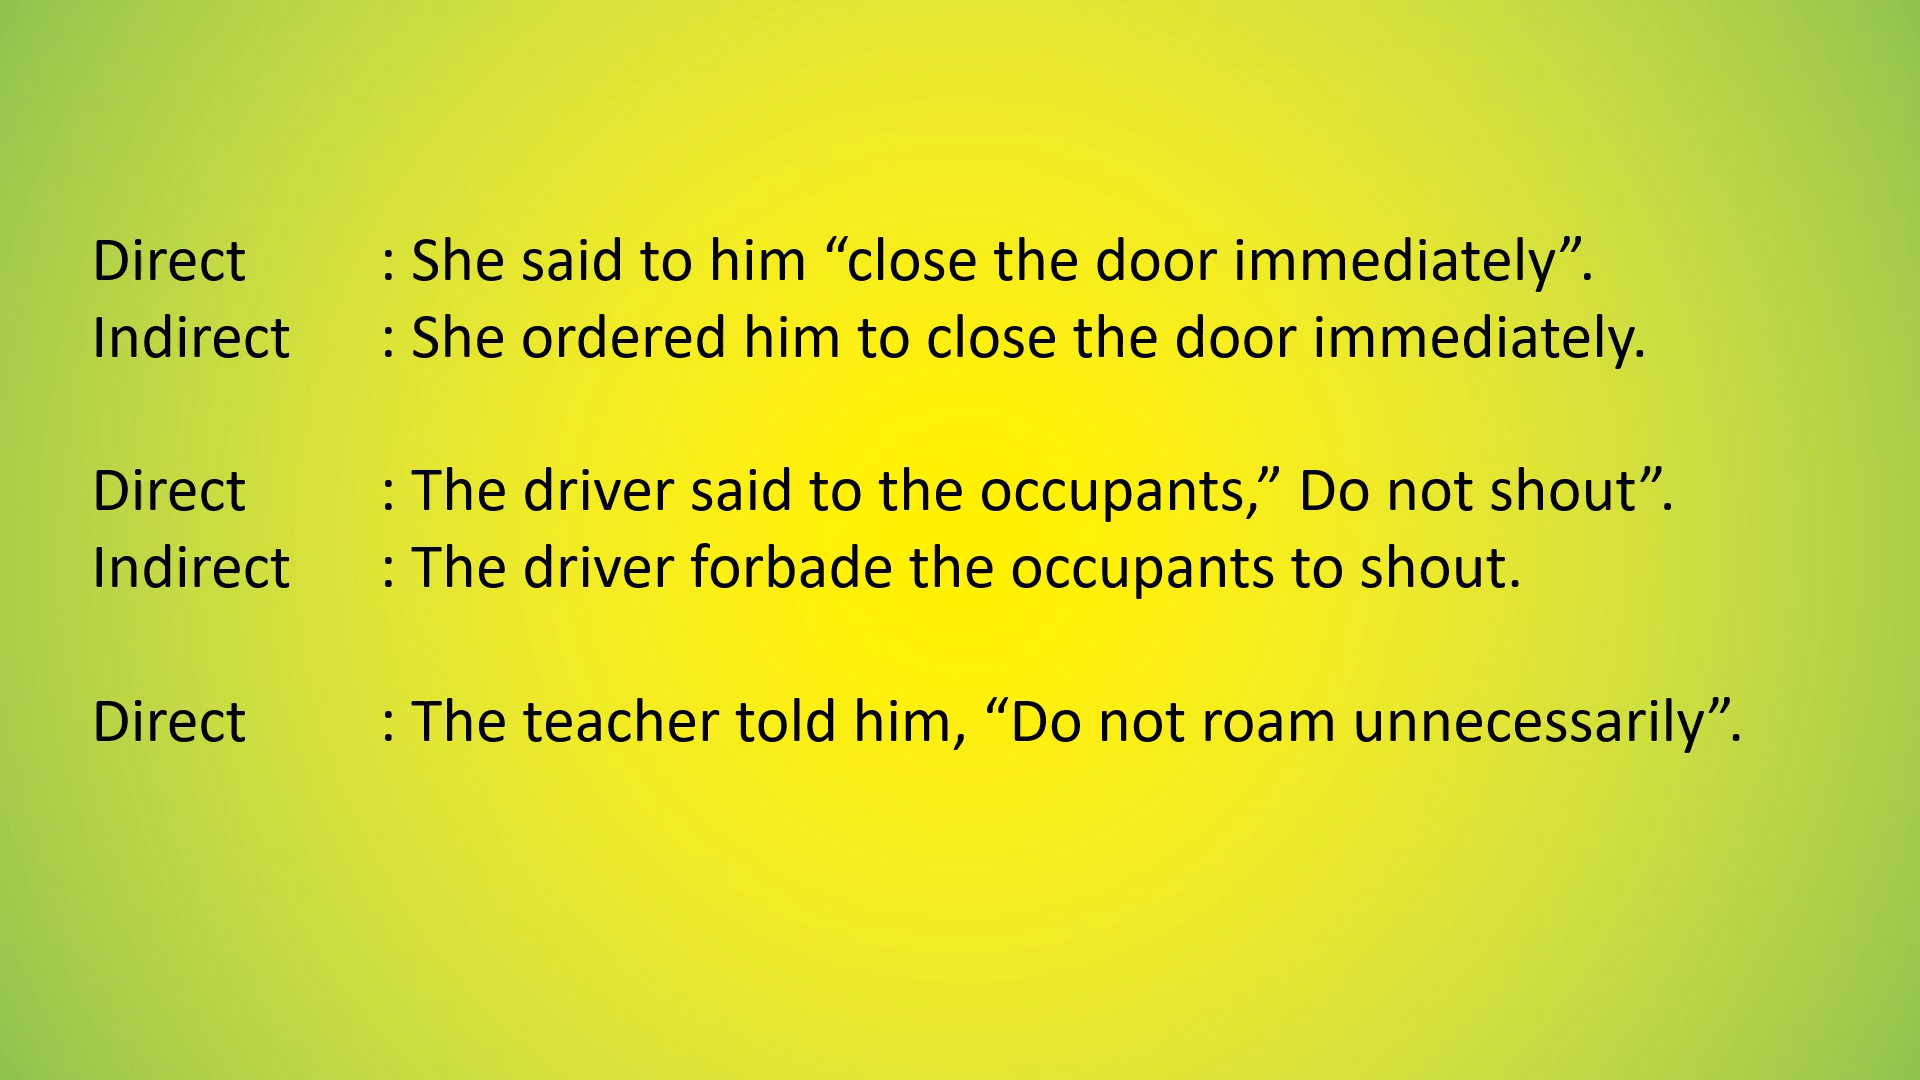 Direct : She said to him “close the door immediately”.
Indirect : She ordered him to close the door immediately.
Direct : The driver said to the occupants,” Do not shout”.
Indirect : The driver forbade the occupants to shout.
Direct : The teacher told him, “Do not roam unnecessarily”.